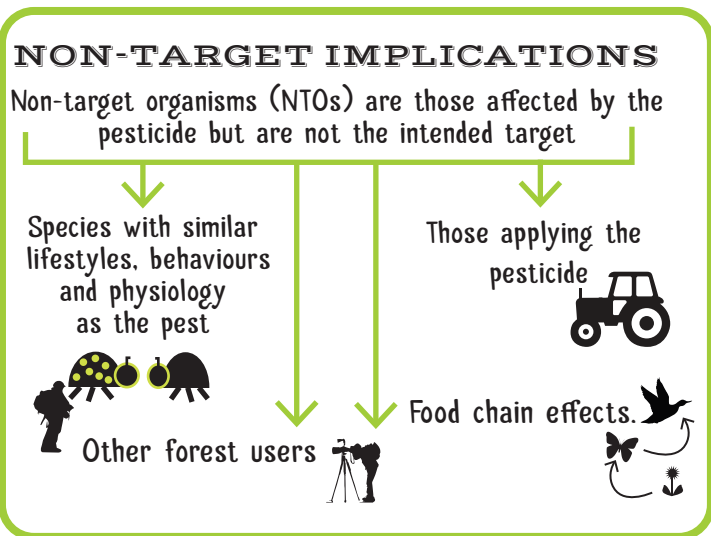 NON-TARGET IMPLICATIONS
Non-target organisms (NTOs) are those affected by the
pesticide but are not the intended target
Species with similar
lifestyles, behaviours
and physiology
as the pest
Those applying the
pesticide
Other forest users
Food chain effects.